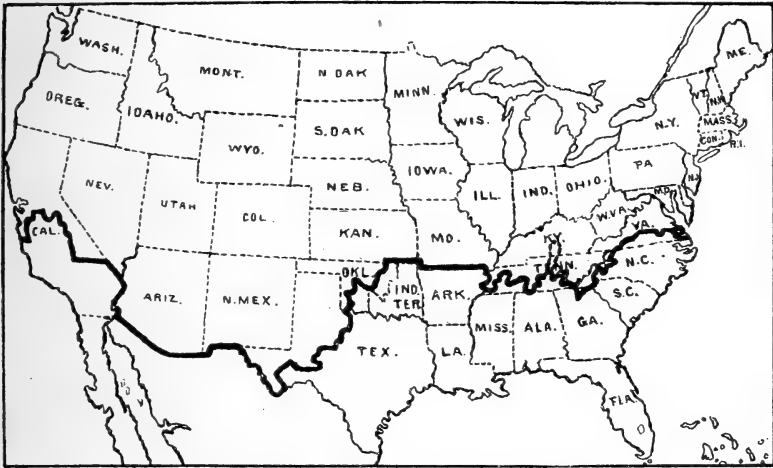 WASH.
MONT.
N DAK
MINN.
ME.
OREG.
IDAHO.
WYO.
S.DAK
WIS.
N.Y.
VT.
N.H.
MASS.
CON.
R.I.
NEV.
UTAH
COL.
NEB.
IOWA.
ILL.
IND.
OHIO.
PA
N.J.
MD.
CAL.
KAN.
MO.
KY.
W.VA.
VA.
ARIZ.
N.MEX.
OKL.
IND.
TER.
ARK.
TENN.
N.C.
S.C.
TEX.
LA.
MISS.
ALA.
GA.
FLA.